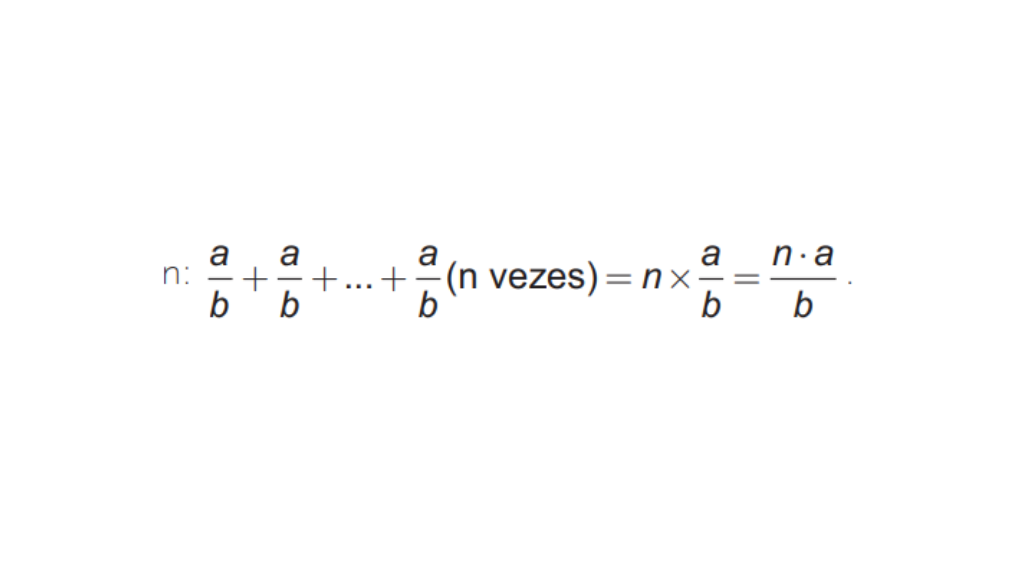 n: a/b + a/b + ... + a/b (n vezes) = n × a/b = n · a/b .